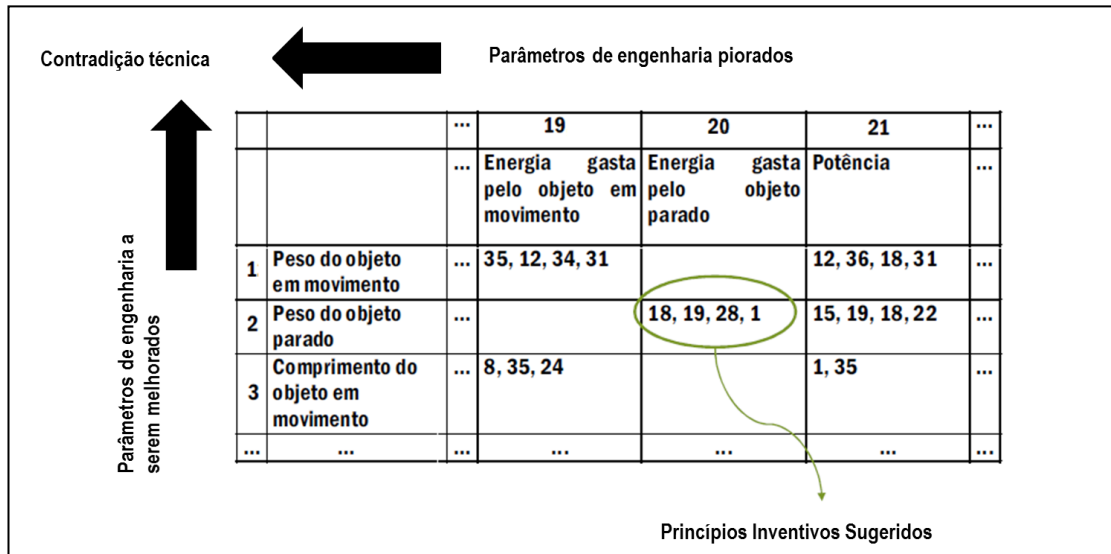 Contradição técnica
Parâmetros de engenharia piorados
Parâmetros de engenharia a
serem melhorados
... 19 20 21 ...
... Energia gasta pelo objeto em movimento Energia gasta pelo objeto parado Potência ...
1 Peso do objeto em movimento ... 35, 12, 34, 31 12, 36, 18, 31 ...
2 Peso do objeto parado ... 18, 19, 28, 1 15, 19, 18, 22 ...
3 Comprimento do objeto em movimento ... 8, 35, 24 1, 35 ...
... ... ... ... ... ... ...
Princípios Inventivos Sugeridos